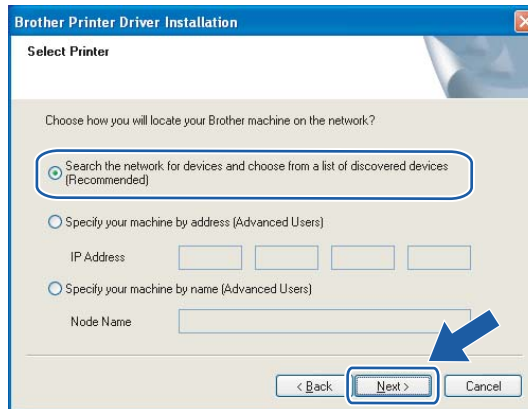 Brother Printer Driver Installation
Select Printer
Choose how you will locate your Brother machine on the network?
Search the network for devices and choose from a list of discovered devices
(Recommended)
Specify your machine by address (Advanced Users)
IP Address
Specify your machine by name (Advanced Users)
Node Name
< Back
Next >
Cancel